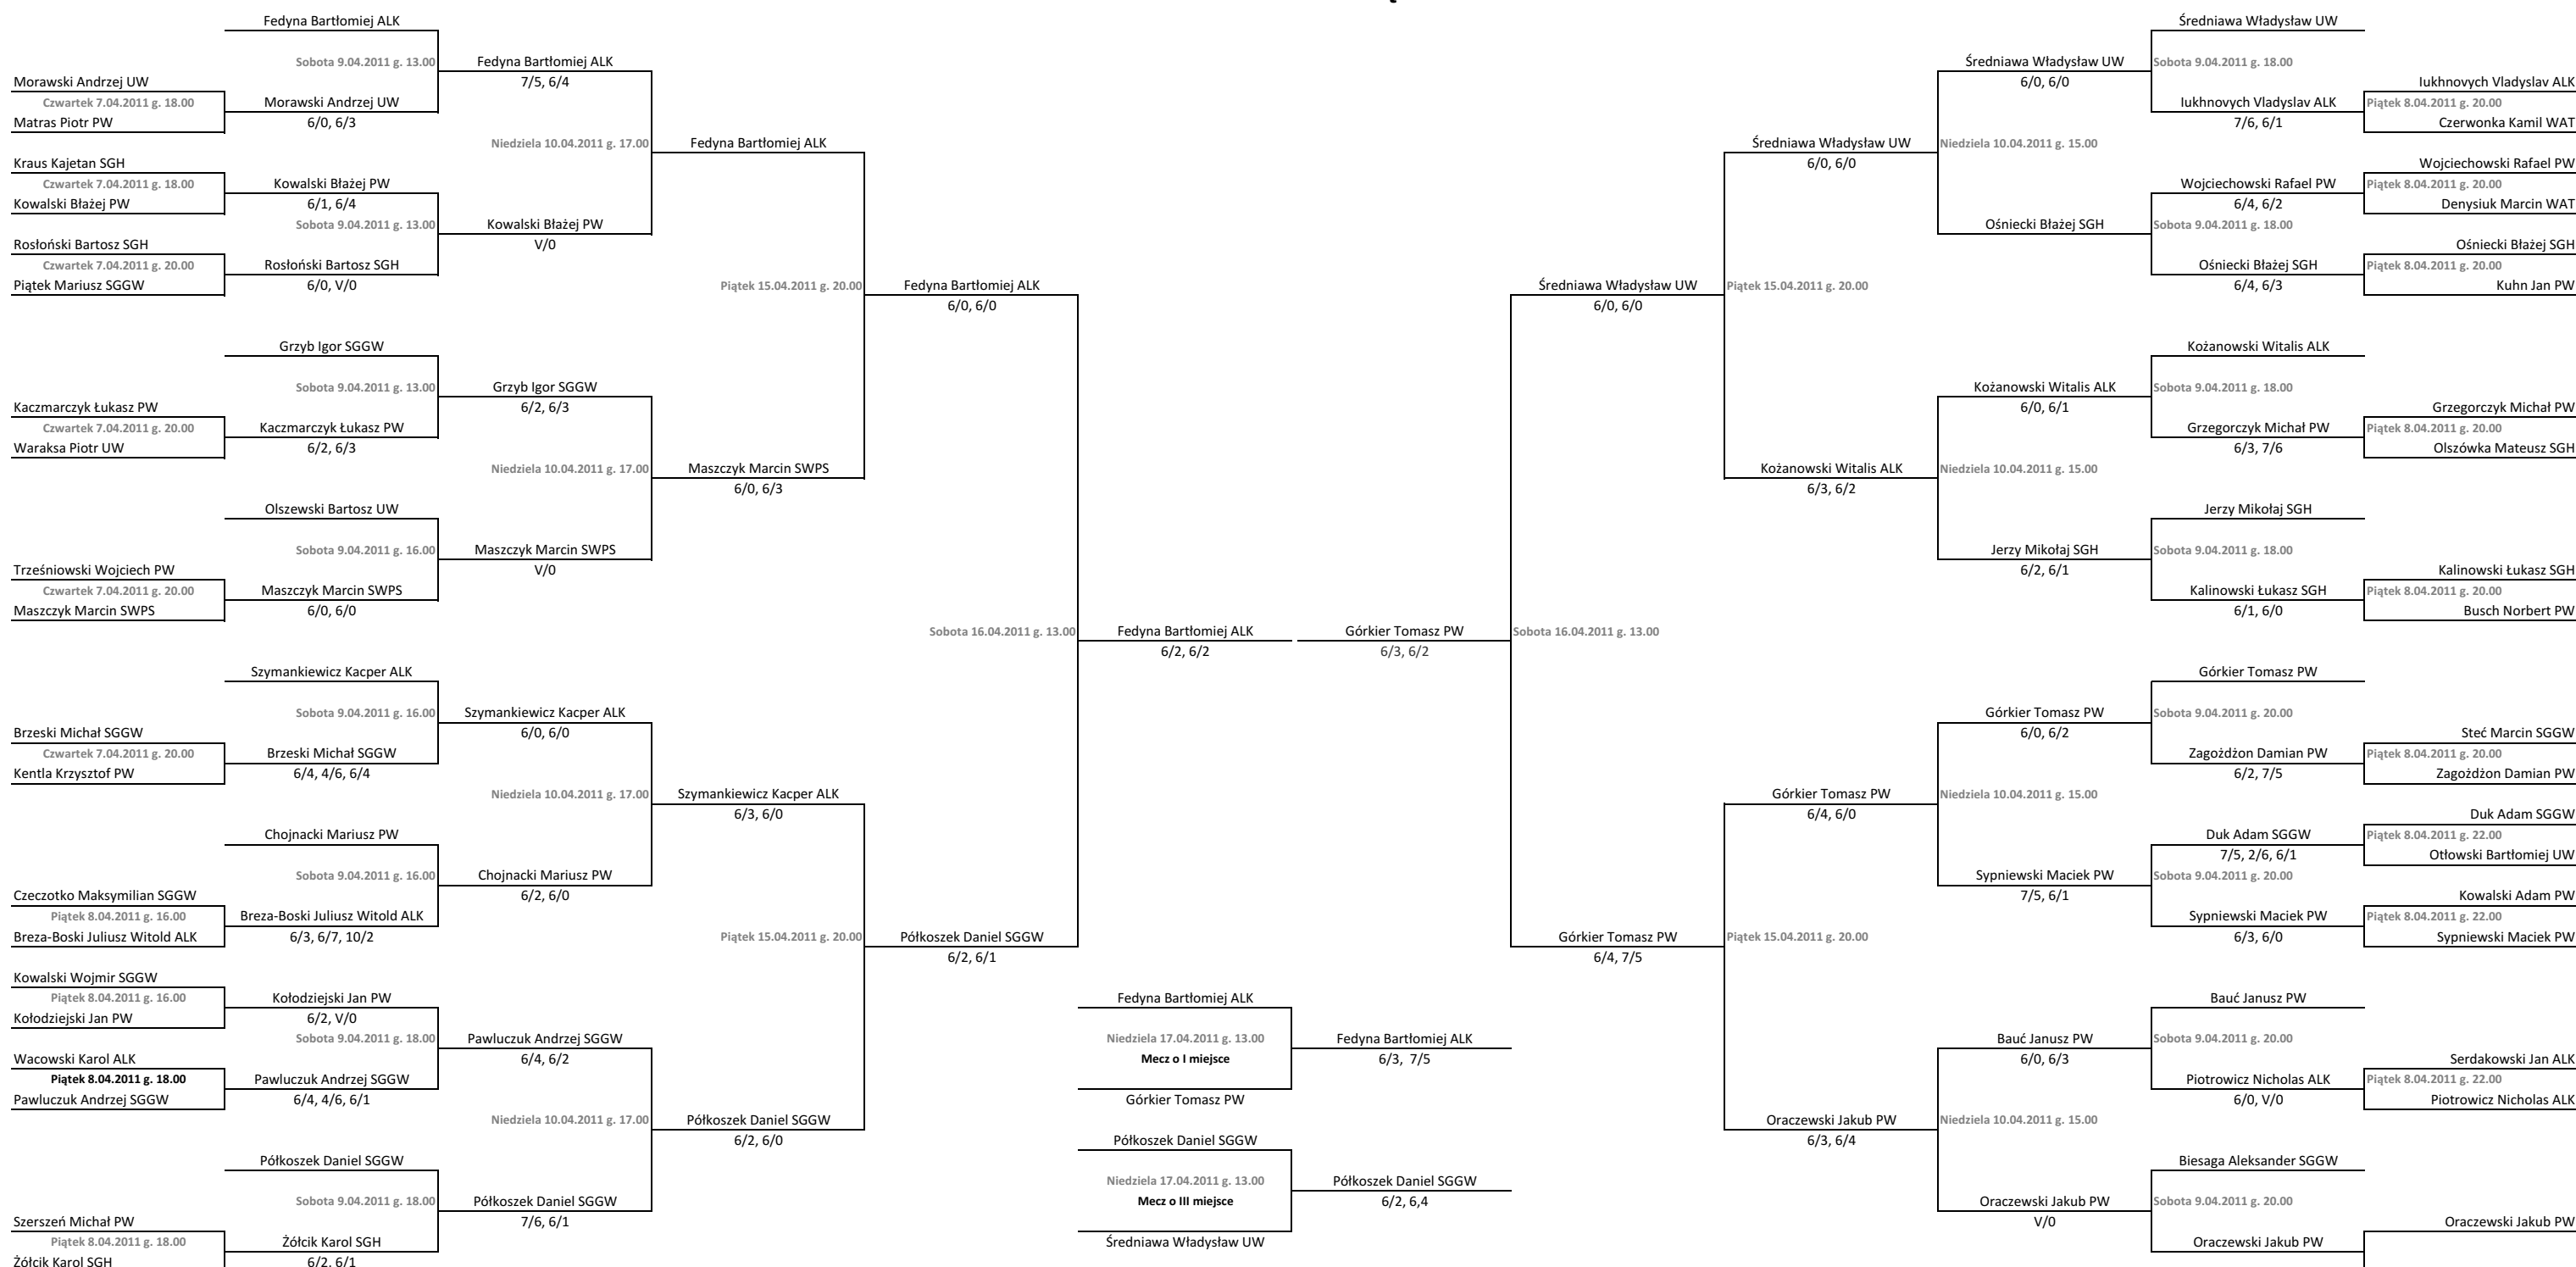 Fedyna Bartłomiej ALK
Sobota 9.04.2011 g. 13.00
Fedyna Bartłomiej ALK
7/5, 6/4
Morawski Andrzej UW
Czwartek 7.04.2011 g. 18.00
Matras Piotr PW
Morawski Andrzej UW
6/0, 6/3
Niedziela 10.04.2011 g. 17.00
Fedyna Bartłomiej ALK
Kraus Kajetan SGH
Czwartek 7.04.2011 g. 18.00
Kowalski Błażej PW
Kowalski Błażej PW
6/1, 6/4
Sobota 9.04.2011 g. 13.00
Kowalski Błażej PW
V/0
Rosłoński Bartosz SGH
Czwartek 7.04.2011 g. 20.00
Piątek Mariusz SGGW
Rosłoński Bartosz SGH
6/0, V/0
Piątek 15.04.2011 g. 20.00
Fedyna Bartłomiej ALK
6/0, 6/0
Grzyb Igor SGGW
Sobota 9.04.2011 g. 13.00
Grzyb Igor SGGW
6/2, 6/3
Kaczmarczyk Łukasz PW
Czwartek 7.04.2011 g. 20.00
Waraksa Piotr UW
Kaczmarczyk Łukasz PW
6/2, 6/3
Niedziela 10.04.2011 g. 17.00
Maszczyk Marcin SWPS
6/0, 6/3
Olszewski Bartosz UW
Sobota 9.04.2011 g. 16.00
Maszczyk Marcin SWPS
V/0
Trześniowski Wojciech PW
Czwartek 7.04.2011 g. 20.00
Maszczyk Marcin SWPS
Maszczyk Marcin SWPS
6/0, 6/0
Sobota 16.04.2011 g. 13.00
Fedyna Bartłomiej ALK
6/2, 6/2
Szymankiewicz Kacper ALK
Sobota 9.04.2011 g. 16.00
Szymankiewicz Kacper ALK
6/0, 6/0
Brzeski Michał SGGW
Czwartek 7.04.2011 g. 20.00
Kentla Krzysztof PW
Brzeski Michał SGGW
6/4, 4/6, 6/4
Niedziela 10.04.2011 g. 17.00
Szymankiewicz Kacper ALK
6/3, 6/0
Chojnacki Mariusz PW
Sobota 9.04.2011 g. 16.00
Chojnacki Mariusz PW
6/2, 6/0
Czeczotko Maksymilian SGGW
Piątek 8.04.2011 g. 16.00
Breza-Boski Juliusz Witold ALK
Breza-Boski Juliusz Witold ALK
6/3, 6/7, 10/2
Piątek 15.04.2011 g. 20.00
Półkoszek Daniel SGGW
6/2, 6/1
Kowalski Wojmir SGGW
Piątek 8.04.2011 g. 16.00
Kołodziejski Jan PW
Kołodziejski Jan PW
6/2, V/0
Sobota 9.04.2011 g. 18.00
Pawluczuk Andrzej SGGW
6/4, 6/2
Wacowski Karol ALK
Piątek 8.04.2011 g. 18.00
Pawluczuk Andrzej SGGW
Pawluczuk Andrzej SGGW
6/4, 4/6, 6/1
Niedziela 10.04.2011 g. 17.00
Półkoszek Daniel SGGW
6/2, 6/0
Półkoszek Daniel SGGW
Sobota 9.04.2011 g. 18.00
Półkoszek Daniel SGGW
7/6, 6/1
Szerszeń Michał PW
Piątek 8.04.2011 g. 18.00
Żółcik Karol SGH
Żółcik Karol SGH
6/2, 6/1
Fedyna Bartłomiej ALK
Niedziela 17.04.2011 g. 13.00
Mecz o I miejsce
Górkier Tomasz PW
Fedyna Bartłomiej ALK
6/3, 7/5
Półkoszek Daniel SGGW
Niedziela 17.04.2011 g. 13.00
Mecz o III miejsce
Średniawa Władysław UW
Półkoszek Daniel SGGW
6/2, 6,4
Górkier Tomasz PW
6/3, 6/2
Sobota 16.04.2011 g. 13.00
Średniawa Władysław UW
6/0, 6/0
Piątek 15.04.2011 g. 20.00
Średniawa Władysław UW
6/0, 6/0
Niedziela 10.04.2011 g. 15.00
Średniawa Władysław UW
6/0, 6/0
Średniawa Władysław UW
Sobota 9.04.2011 g. 18.00
Iukhnovych Vladyslav ALK
7/6, 6/1
Iukhnovych Vladyslav ALK
Piątek 8.04.2011 g. 20.00
Czerwonka Kamil WAT
Ośniecki Błażej SGH
Wojciechowski Rafael PW
6/4, 6/2
Sobota 9.04.2011 g. 18.00
Wojciechowski Rafael PW
Piątek 8.04.2011 g. 20.00
Denysiuk Marcin WAT
Ośniecki Błażej SGH
6/4, 6/3
Ośniecki Błażej SGH
Piątek 8.04.2011 g. 20.00
Kuhn Jan PW
Kożanowski Witalis ALK
6/3, 6/2
Niedziela 10.04.2011 g. 15.00
Kożanowski Witalis ALK
6/0, 6/1
Kożanowski Witalis ALK
Sobota 9.04.2011 g. 18.00
Grzegorczyk Michał PW
6/3, 7/6
Grzegorczyk Michał PW
Piątek 8.04.2011 g. 20.00
Olszówka Mateusz SGH
Jerzy Mikołaj SGH
6/2, 6/1
Jerzy Mikołaj SGH
Sobota 9.04.2011 g. 18.00
Kalinowski Łukasz SGH
6/1, 6/0
Kalinowski Łukasz SGH
Piątek 8.04.2011 g. 20.00
Busch Norbert PW
Górkier Tomasz PW
6/4, 7/5
Piątek 15.04.2011 g. 20.00
Górkier Tomasz PW
6/4, 6/0
Niedziela 10.04.2011 g. 15.00
Górkier Tomasz PW
6/0, 6/2
Górkier Tomasz PW
Sobota 9.04.2011 g. 20.00
Zagożdżon Damian PW
6/2, 7/5
Steć Marcin SGGW
Piątek 8.04.2011 g. 20.00
Zagożdżon Damian PW
Sypniewski Maciek PW
7/5, 6/1
Duk Adam SGGW
7/5, 2/6, 6/1
Sobota 9.04.2011 g. 20.00
Duk Adam SGGW
Piątek 8.04.2011 g. 22.00
Otłowski Bartłomiej UW
Sypniewski Maciek PW
6/3, 6/0
Kowalski Adam PW
Piątek 8.04.2011 g. 22.00
Sypniewski Maciek PW
Oraczewski Jakub PW
6/3, 6/4
Niedziela 10.04.2011 g. 15.00
Bauć Janusz PW
6/0, 6/3
Bauć Janusz PW
Sobota 9.04.2011 g. 20.00
Piotrowicz Nicholas ALK
6/0, V/0
Serdakowski Jan ALK
Piątek 8.04.2011 g. 22.00
Piotrowicz Nicholas ALK
Oraczewski Jakub PW
V/0
Biesaga Aleksander SGGW
Sobota 9.04.2011 g. 20.00
Oraczewski Jakub PW
Oraczewski Jakub PW